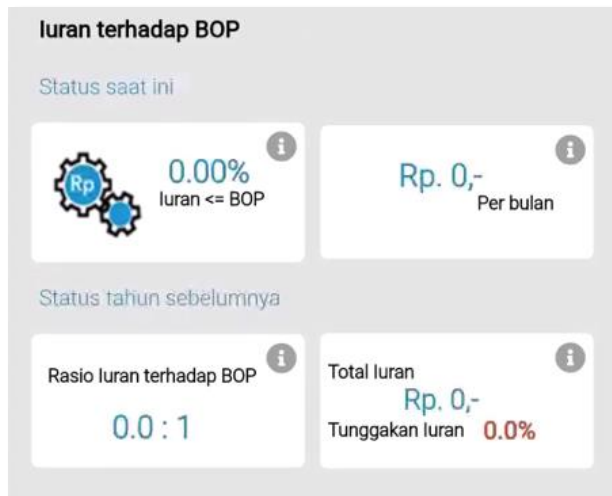 Iuran terhadap BOP
Status saat ini
Rp
0.00%
Iuran <= BOP
Rp. 0,-
Per bulan
Status tahun sebelumnya
Rasio Iuran terhadap BOP
0.0 : 1
Total Iuran
Rp. 0,-
Tunggakan Iuran 0.0%